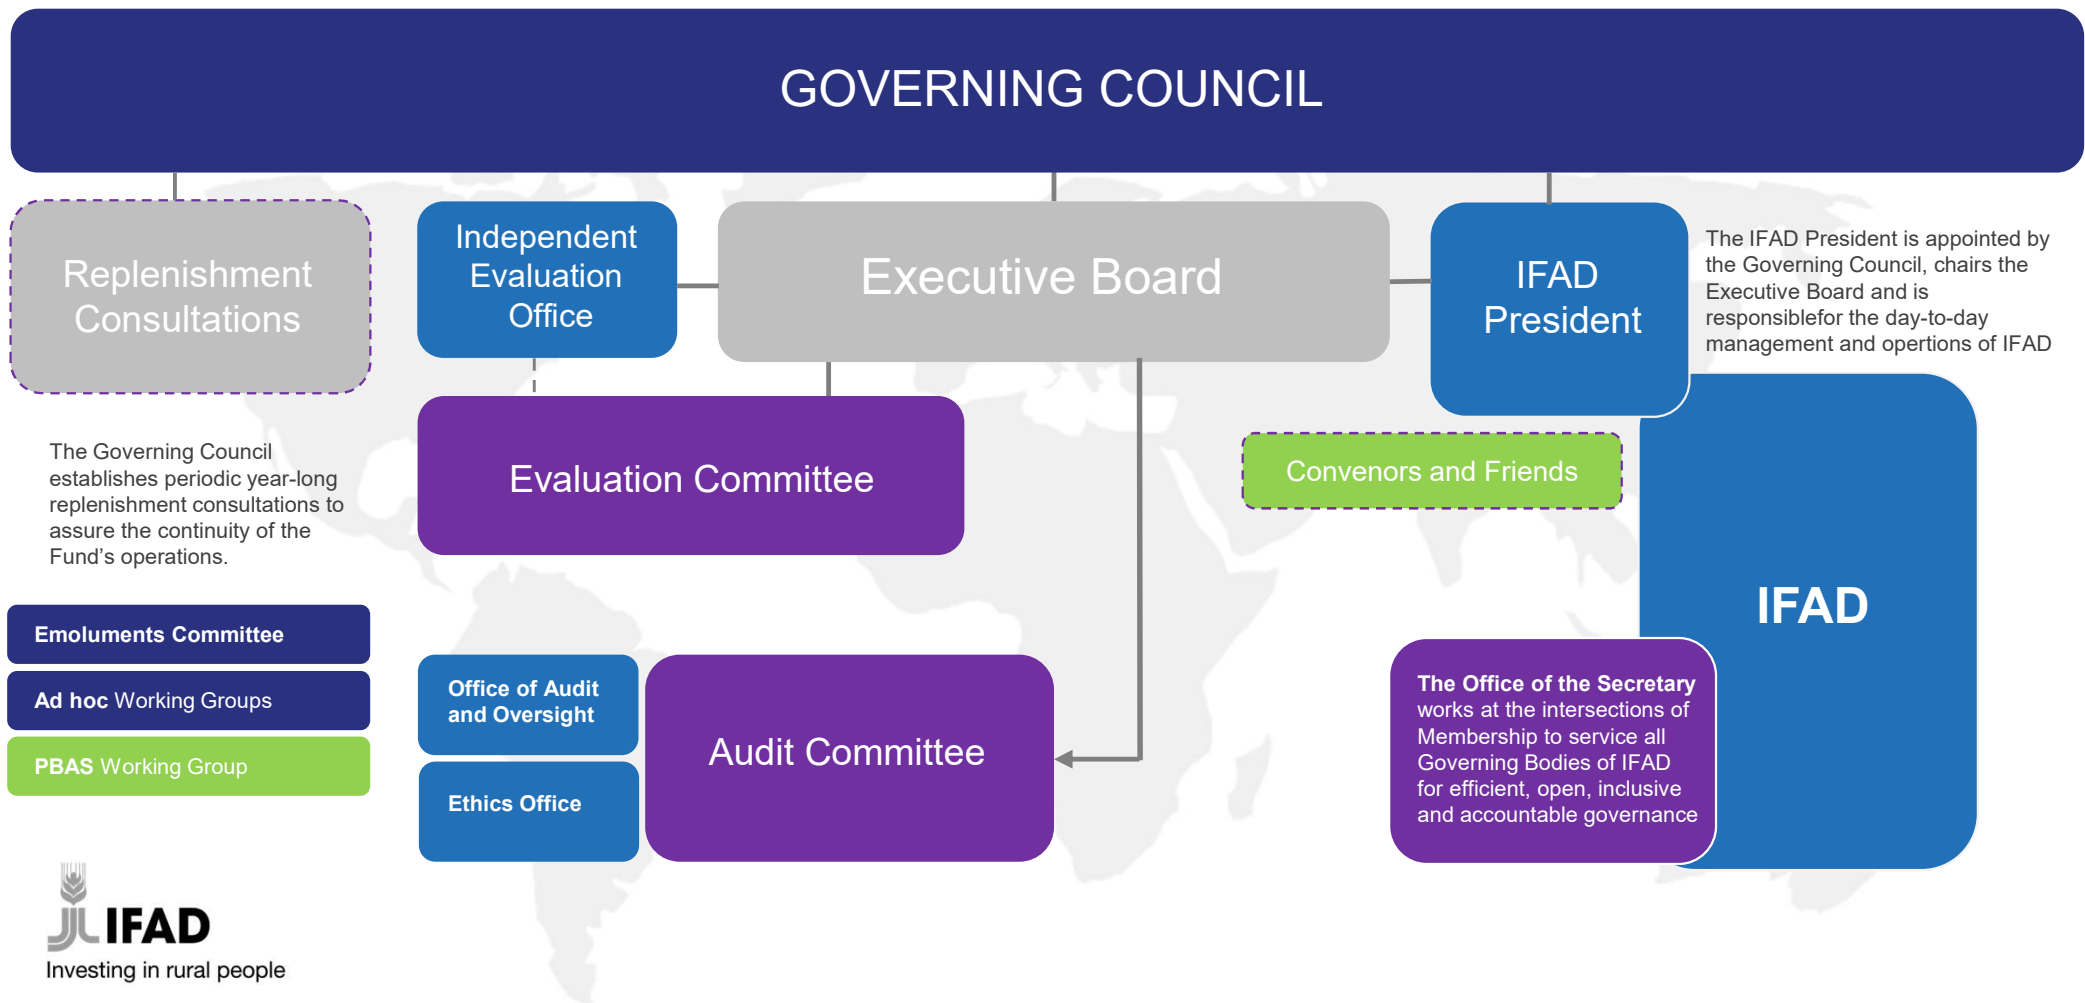 GOVERNING COUNCIL
Replenishment
Consultations
Independent
Evaluation
Office
Executive Board
IFAD
President
The IFAD President is appointed by
the Governing Council, chairs the
Executive Board and is
responsiblefor the day-to-day
management and opertions of IFAD
The Governing Council
establishes periodic year-long
replenishment consultations to
assure the continuity of the
Fund’s operations.
Evaluation Committee
Convenors and Friends
IFAD
Emoluments Committee
Ad hoc Working Groups
PBAS Working Group
Office of Audit
and Oversight
Ethics Office
Audit Committee
The Office of the Secretary
works at the intersections of
Membership to service all
Governing Bodies of IFAD
for efficient, open, inclusive
and accountable governance
IFAD
Investing in rural people